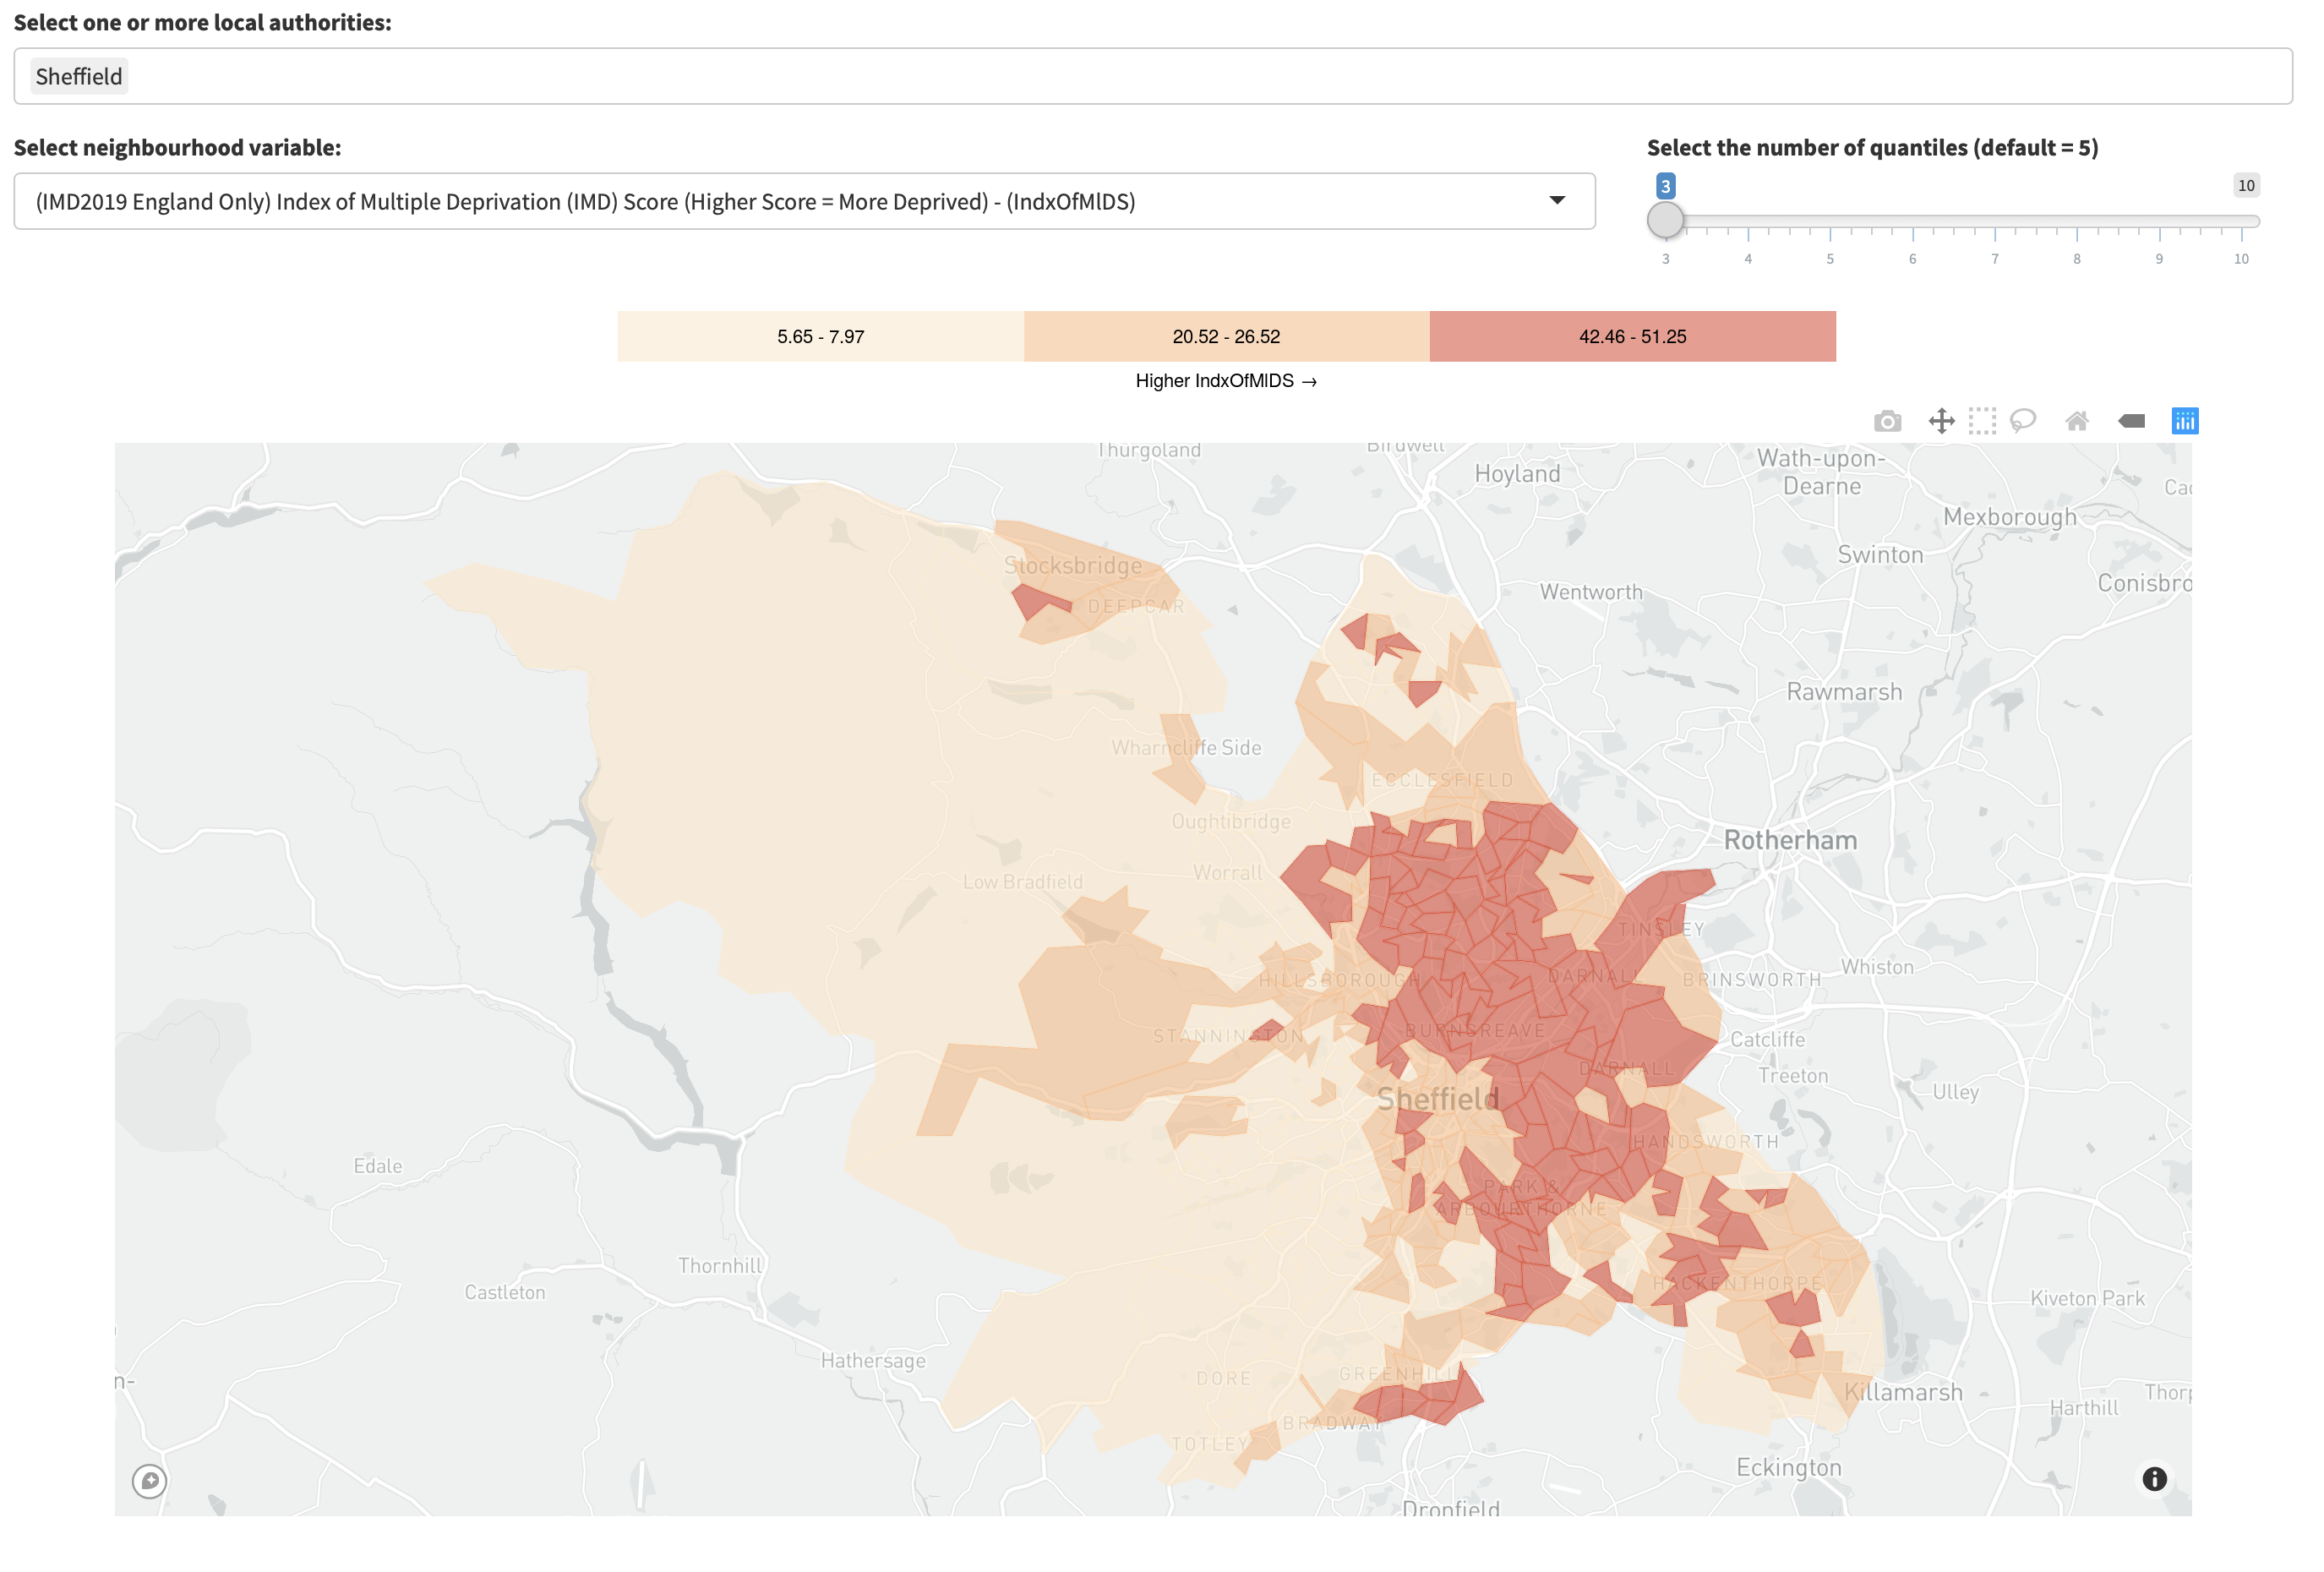 Select one or more local authorities:
Sheffield
Select neighbourhood variable:
Select the number of quantiles (default = 5)
(IMD2019 England Only) Index of Multiple Deprivation (IMD) Score (Higher Score = More Deprived) - (IndxOfMlDS)
3
10
3 4 5 6 7 8 9 10
5.65 - 7.97
20.52 - 26.52
42.46 - 51.25
Higher IndxOfMlDS →
Thurgoland
Birdwell
Hoyland
Wath-upon-
Dearne
Mexborough
Swinton
Conisbro
Stocksbridge
DEEPCAR
Wentworth
Rawmarsh
Wharncliffe Side
ECCLESFIELD
Oughtibridge
Rotherham
Worrall
Low Bradfield
TINSLEY
HILLSBOROUGH
DARNALL
BRINSWORTH
Whiston
STANNINGTON
BURNGREAVE
Catcliffe
DARNALL
Treeton
Ulley
Sheffield
HANDSWORTH
Edale
PARK &
ARBOURTHORNE
Thornhill
Castleton
HACKENTHORPE
Kiveton Park
Hathersage
DORE
GREENHILL
n-
Killamarsh
Thorp
Harthill
BRADWAY
TOTLEY
Eckington
Dronfield